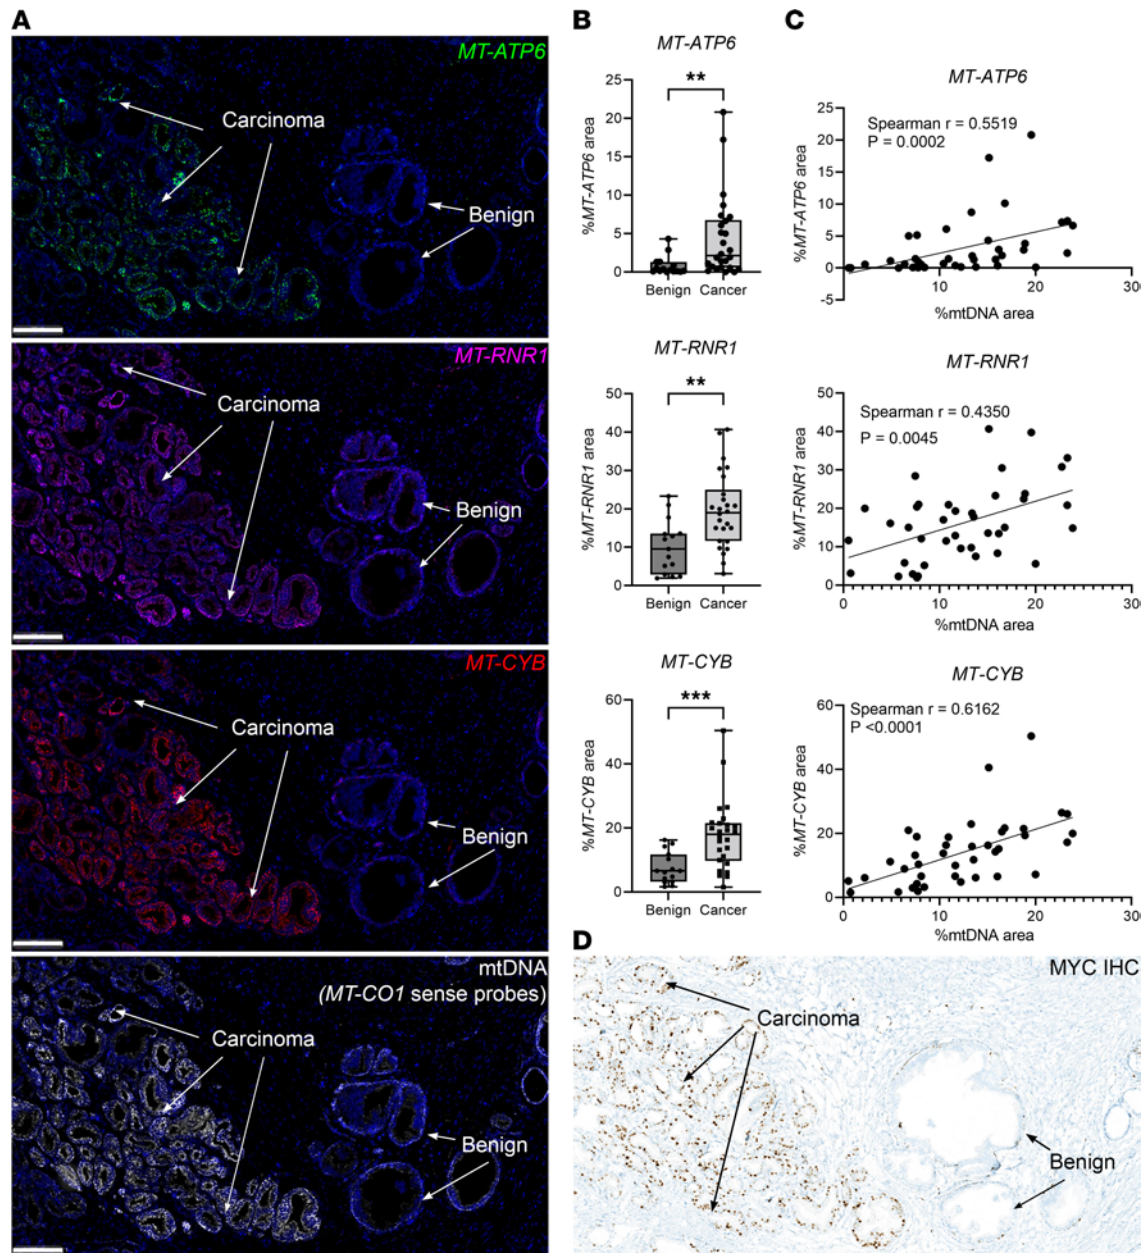 A
MT-ATP6
Carcinoma
Benign
MT-RNR1
Carcinoma
Benign
MT-CYB
Carcinoma
Benign
mtDNA
(MT-CO1 sense probes)
Carcinoma
Benign
B
MT-ATP6
**
25
20
15
10
5
0
%MT-ATP6 area
Benign Cancer
MT-RNR1
**
50
40
30
20
10
0
%MT-RNR1 area
Benign Cancer
MT-CYB
***
60
40
20
0
%MT-CYB area
Benign Cancer
C
MT-ATP6
Spearman r = 0.5519
P = 0.0002
25
20
15
10
5
0
-5
%MT-ATP6 area
0 10 20 30
%mtDNA area
MT-RNR1
Spearman r = 0.4350
P = 0.0045
50
40
30
20
10
0
%MT-RNR1 area
0 10 20 30
%mtDNA area
MT-CYB
Spearman r = 0.6162
P <0.0001
60
40
20
0
%MT-CYB area
0 10 20 30
%mtDNA area
D
MYC IHC
Carcinoma
Benign